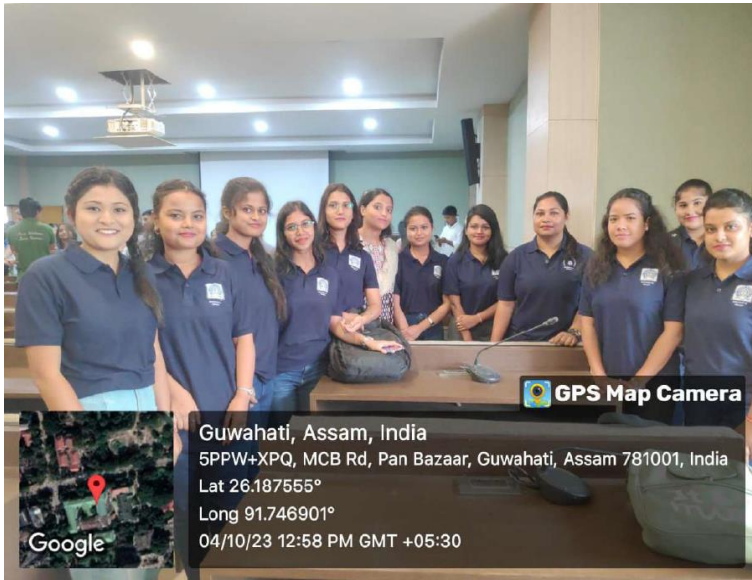 GPS Map Camera
Guwahati, Assam, India
5PPW+XPQ, MCB Rd, Pan Bazaar, Guwahati, Assam 781001, India
Lat 26.187555°
Long 91.746901°
04/10/23 12:58 PM GMT +05:30
Google